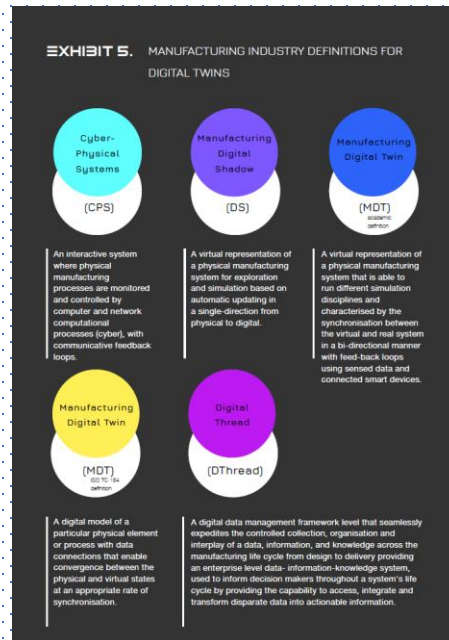 EXHIBIT 5. MANUFACTURING INDUSTRY DEFINITIONS FOR
DIGITAL TWINS
Cyber-
Physical
Systems
(CPS)
An interactive system
where physical
manufacturing
processes are monitored
and controlled by
computer and network
computational
processes (cyber), with
communicative feedback
loops.
Manufacturing
Digital
Shadow
(DS)
A virtual representation of
a physical manufacturing
system for exploration
and simulation based on
automatic updating in
a single-direction from
physical to digital.
Manufacturing
Digital Twin
(MDT)
academic
definition
A virtual representation of
a physical manufacturing
system that is able to
run different simulation
disciplines and
characterised by the
synchronisation between
the virtual and real system
in a bi-directional manner
with feed-back loops
using sensed data and
connected smart devices.
Manufacturing
Digital Twin
(MDT)
ISO TC 184
definition
A digital model of a
particular physical element
or process with data
connections that enable
convergence between the
physical and virtual states
at an appropriate rate of
synchronisation.
Digital
Thread
(DThread)
A digital data management framework level that seamlessly
expedites the controlled collection, organisation and
interplay of a data, information, and knowledge across the
manufacturing life cycle from design to delivery providing
an enterprise level data- information-knowledge system,
used to inform decision makers throughout a system's life
cycle by providing the capability to access, integrate and
transform disparate data into actionable information.